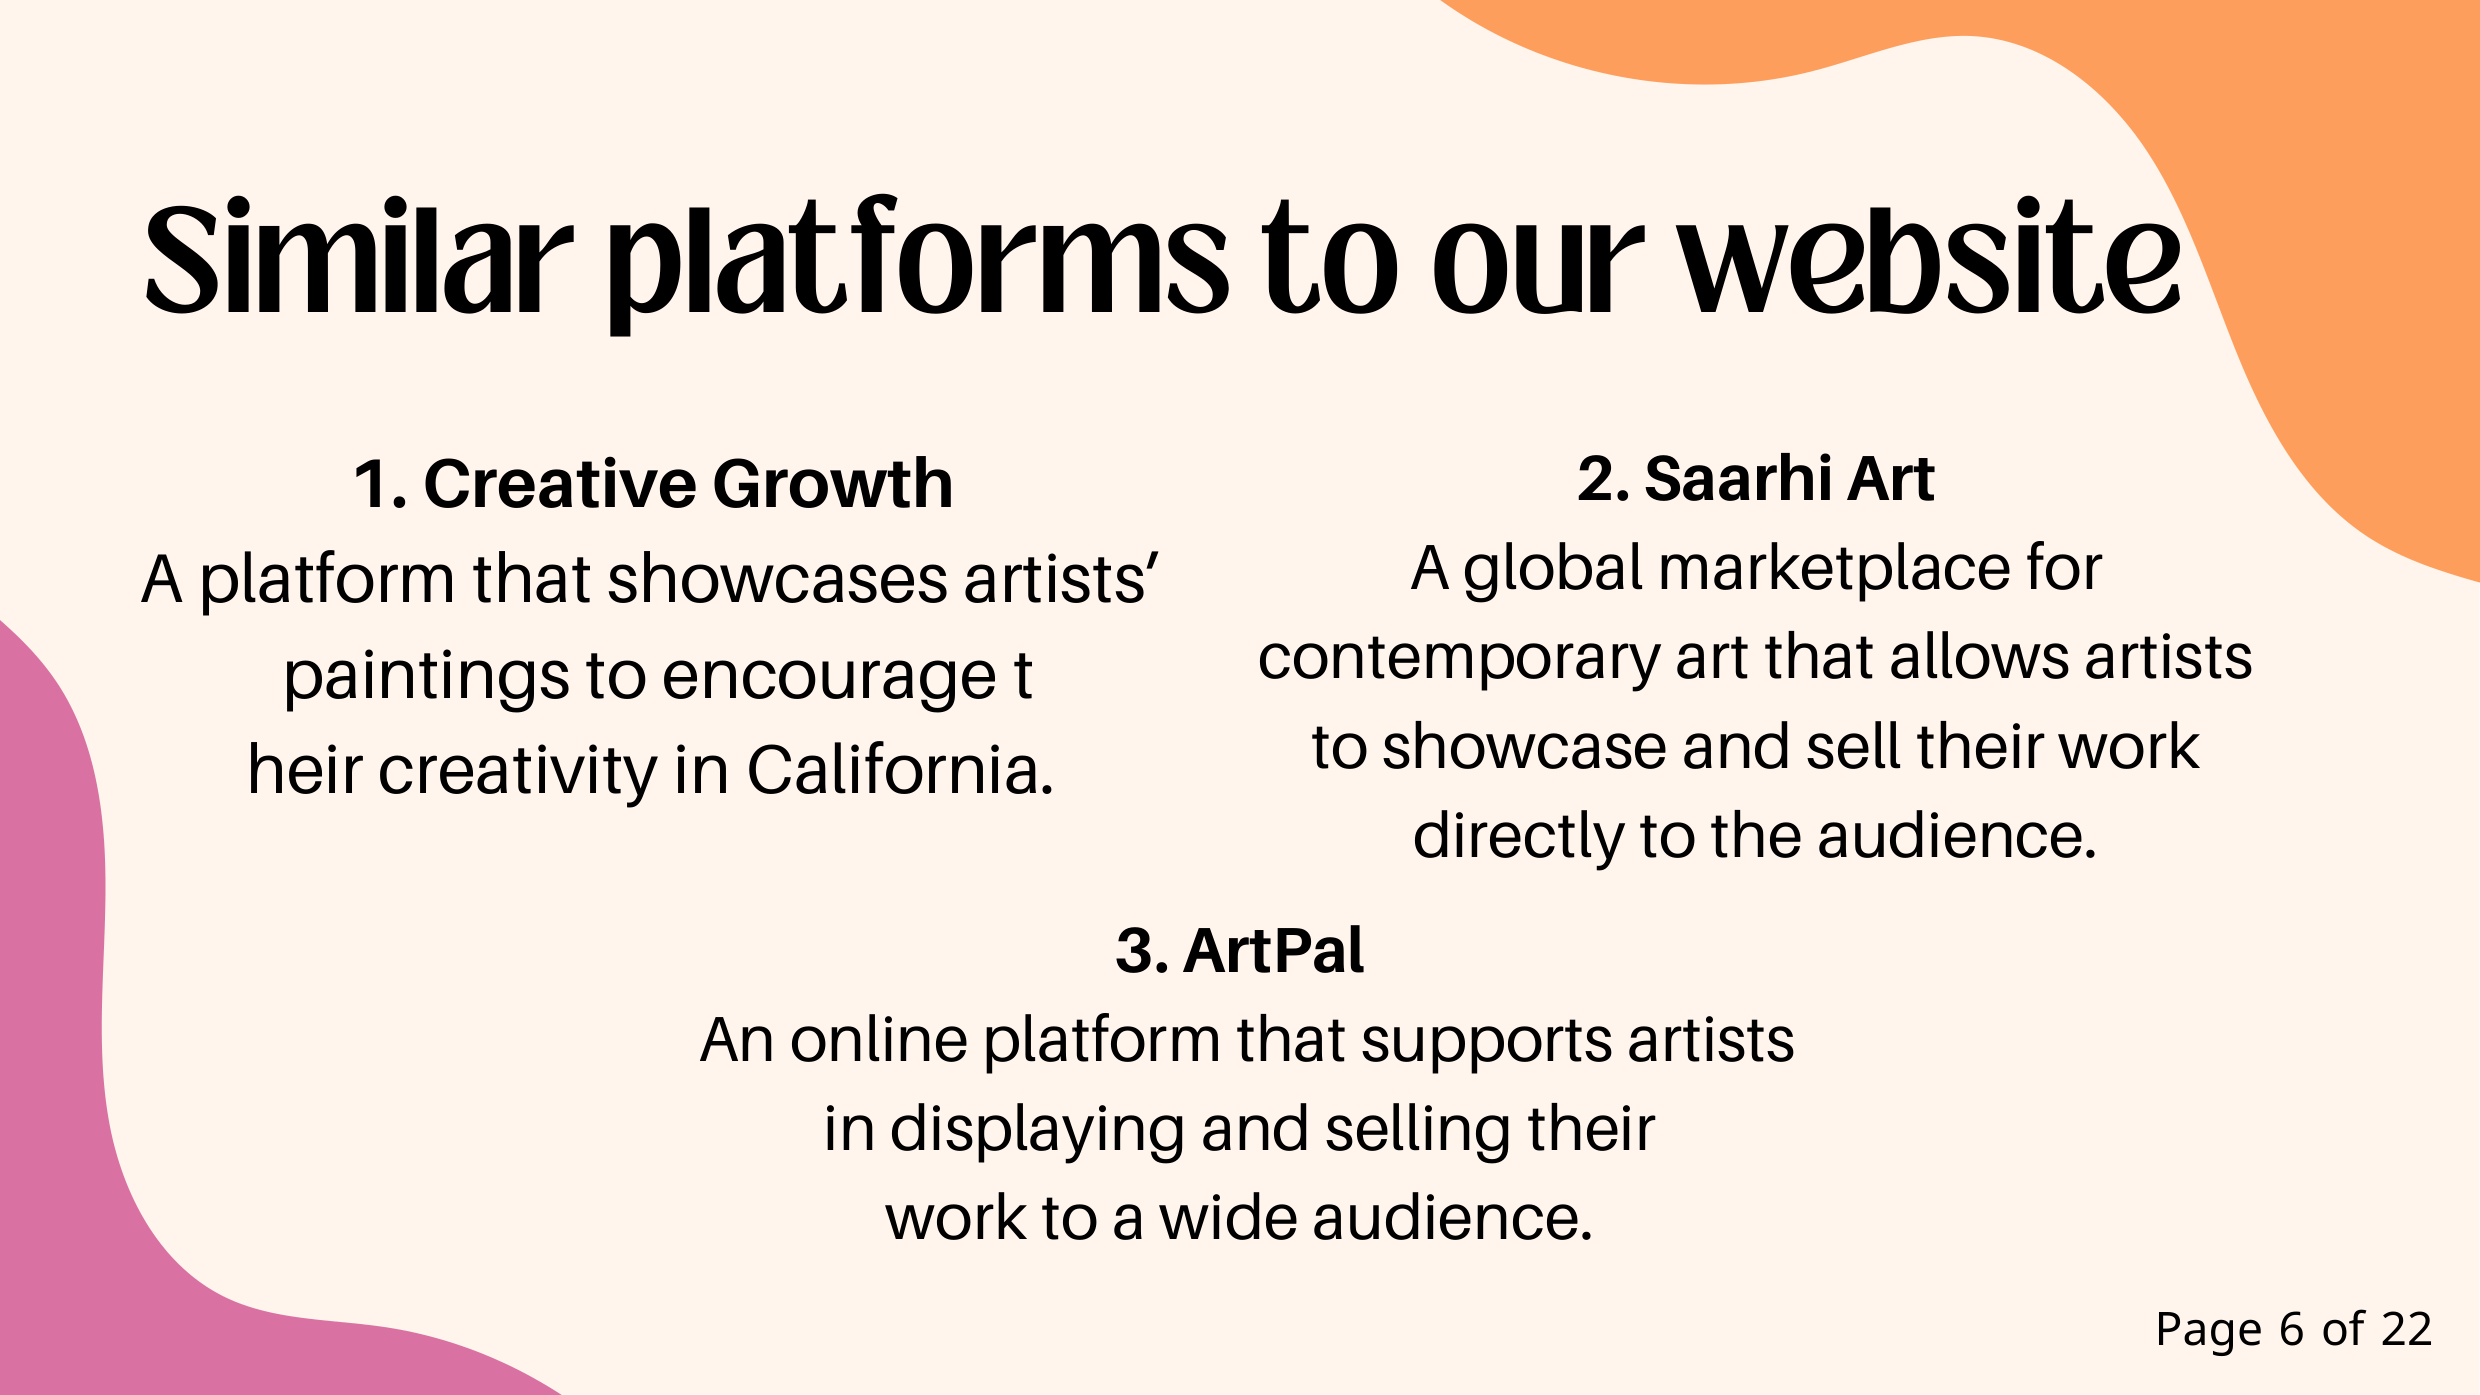 Similar platforms to our website
1. Creative Growth
A platform that showcases artists’
paintings to encourage t
heir creativity in California.
2. Saarhi Art
A global marketplace for
contemporary art that allows artists
to showcase and sell their work
directly to the audience.
3. ArtPal
An online platform that supports artists
in displaying and selling their
work to a wide audience.
Page 6 of 22